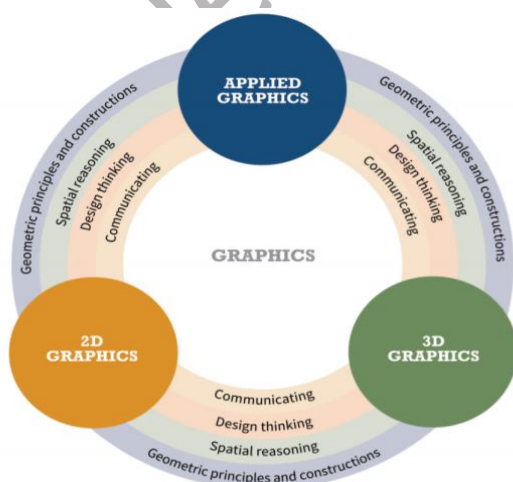 APPLIED
GRAPHICS
Geometric principles and constructions
Spatial reasoning
Design thinking
Communicating
Geometric principles and constructions
Spatial reasoning
Design thinking
Communicating
GRAPHICS
2D
GRAPHICS
3D
GRAPHICS
Communicating
Design thinking
Spatial reasoning
Geometric principles and constructions